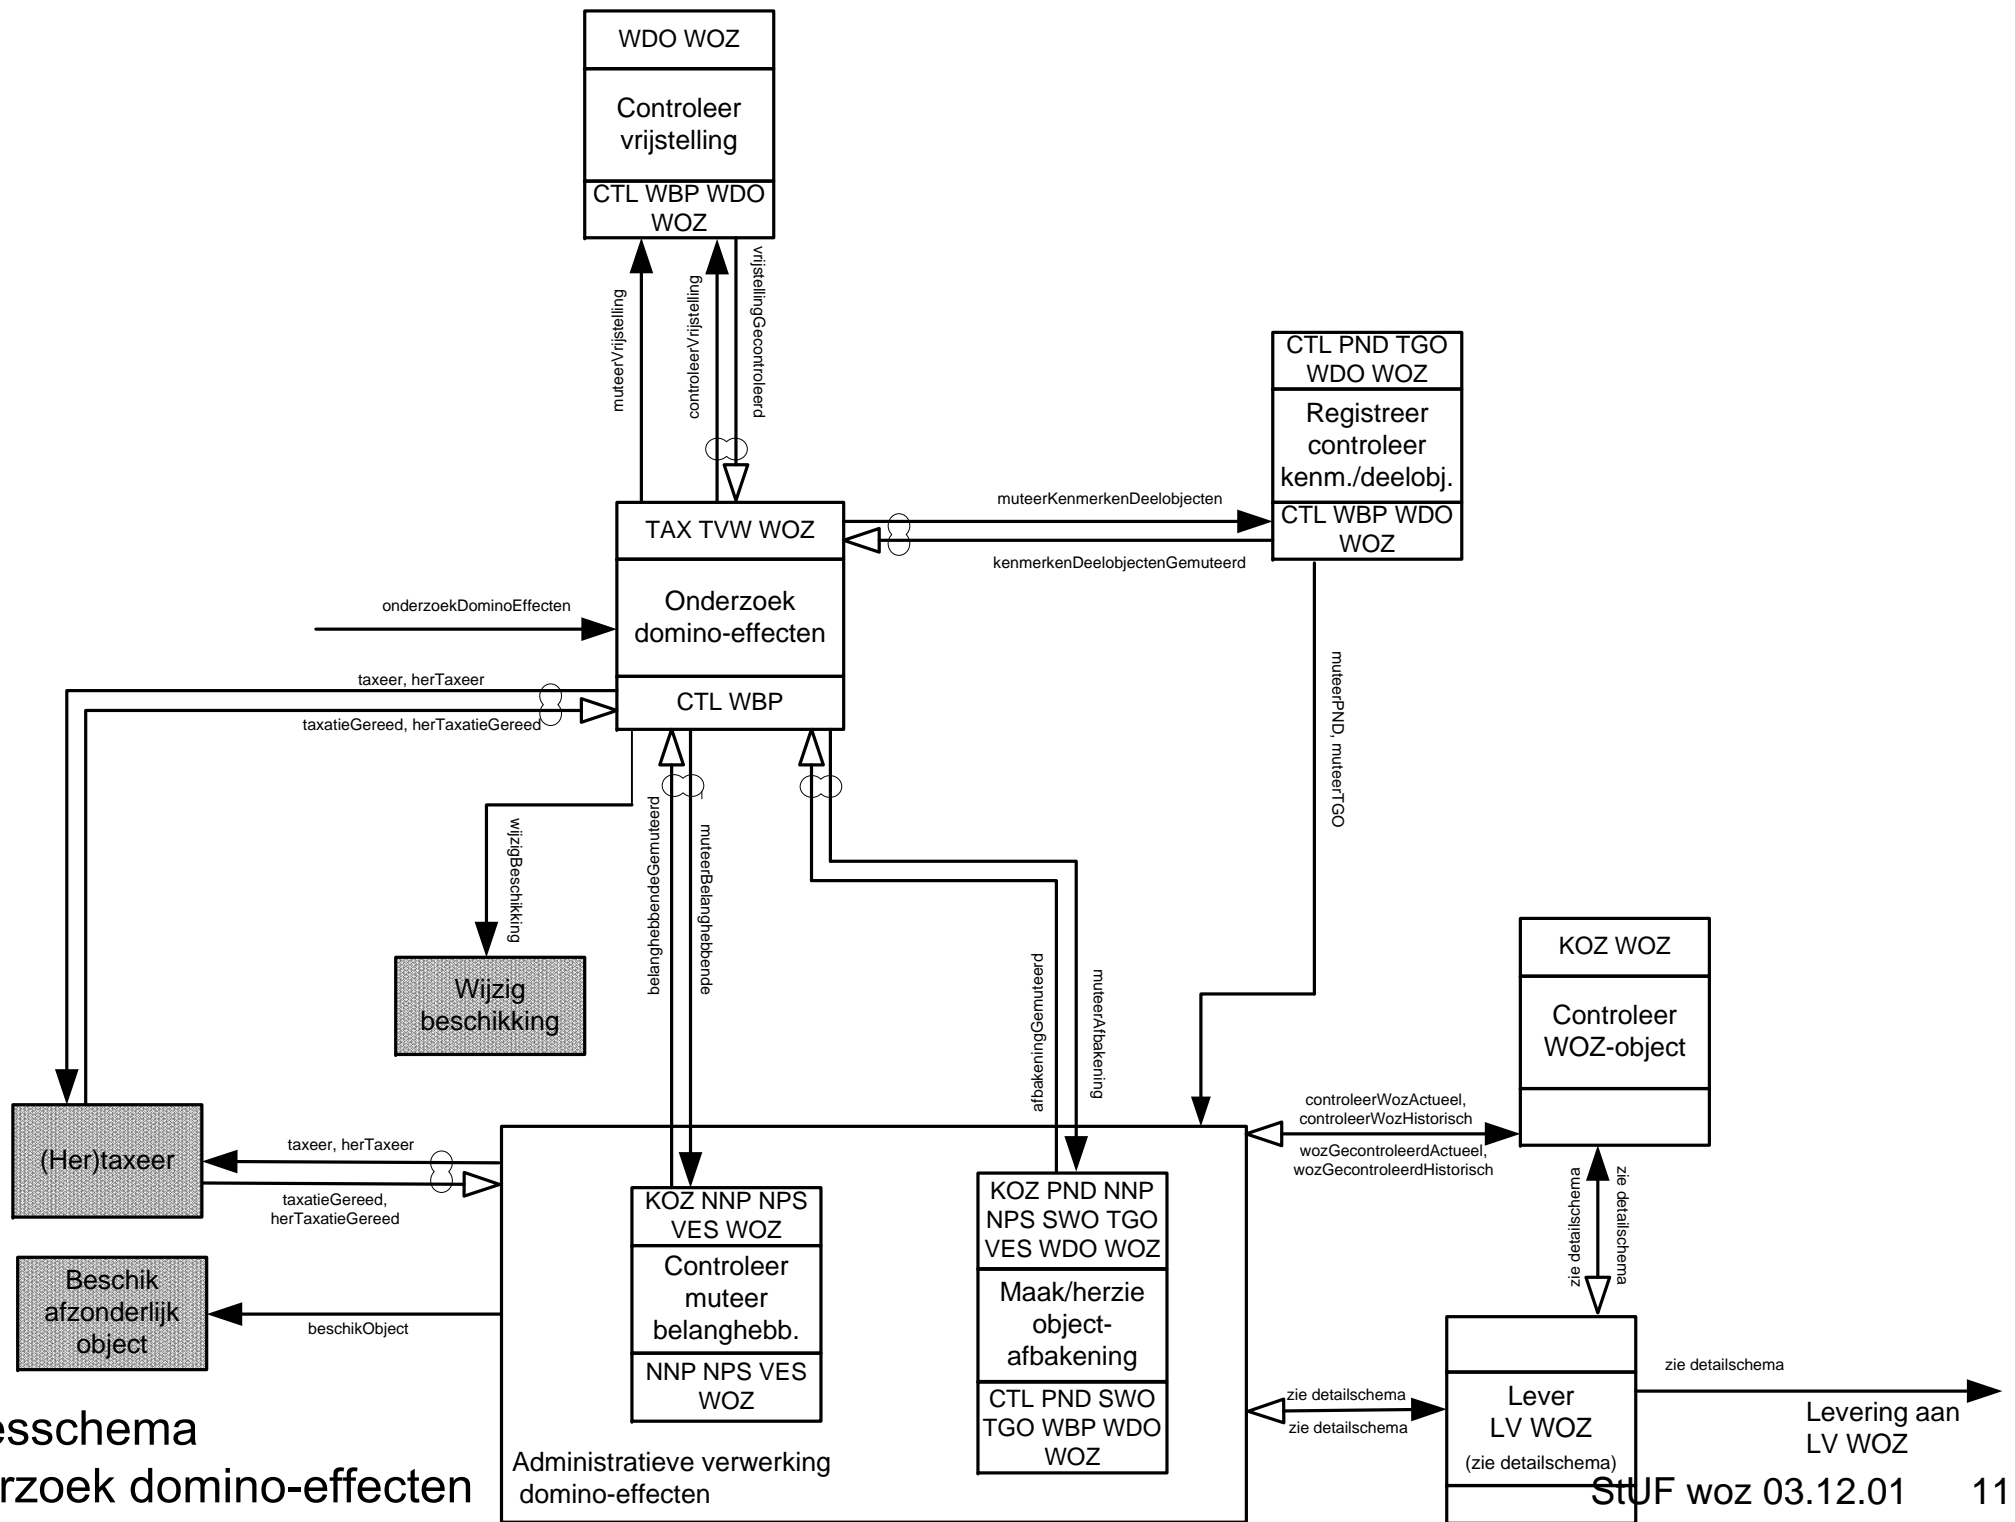 WDO WOZ
Controleer
vrijstelling
CTL WBP WDO
WOZ
muteerVrijstelling
controleerVrijstelling
vrijstellingGecontroleerd
CTL PND TGO
WDO WOZ
Registreer
controleer
kenm./deelobj.
CTL WBP WDO
WOZ
muteerKenmerkenDeelobjecten
kenmerkenDeelobjectenGemuteerd
TAX TVW WOZ
Onderzoek
domino-effecten
CTL WBP
onderzoekDominoEffecten
taxeer, herTaxeer
taxatieGereed, herTaxatieGereed
muteerPND, muteerTGO
wijzigBeschikking
belanghebbendeGemuteerd
muteerBelanghebbende
afbakeningGemuteerd
muteerAfbakening
Wijzig
beschikking
KOZ WOZ
Controleer
WOZ-object
controleerWozActueel,
controleerWozHistorisch
wozGecontroleerdActueel,
wozGecontroleerdHistorisch
(Her)taxeer
taxeer, herTaxeer
taxatieGereed,
herTaxatieGereed
KOZ NNP NPS
VES WOZ
Controleer
muteer
belanghebb.
NNP NPS VES
WOZ
KOZ PND NNP
NPS SWO TGO
VES WDO WOZ
Maak/herzie
object-
afbakening
CTL PND SWO
TGO WBP WDO
WOZ
zie detailschema
zie detailschema
Beschik
afzonderlijk
object
beschikObject
zie detailschema
zie detailschema
Lever
LV WOZ
(zie detailschema)
zie detailschema
Levering aan
LV WOZ
Administratieve verwerking
domino-effecten
esschema
rzoek domino-effecten
StUF woz 03.12.01 11